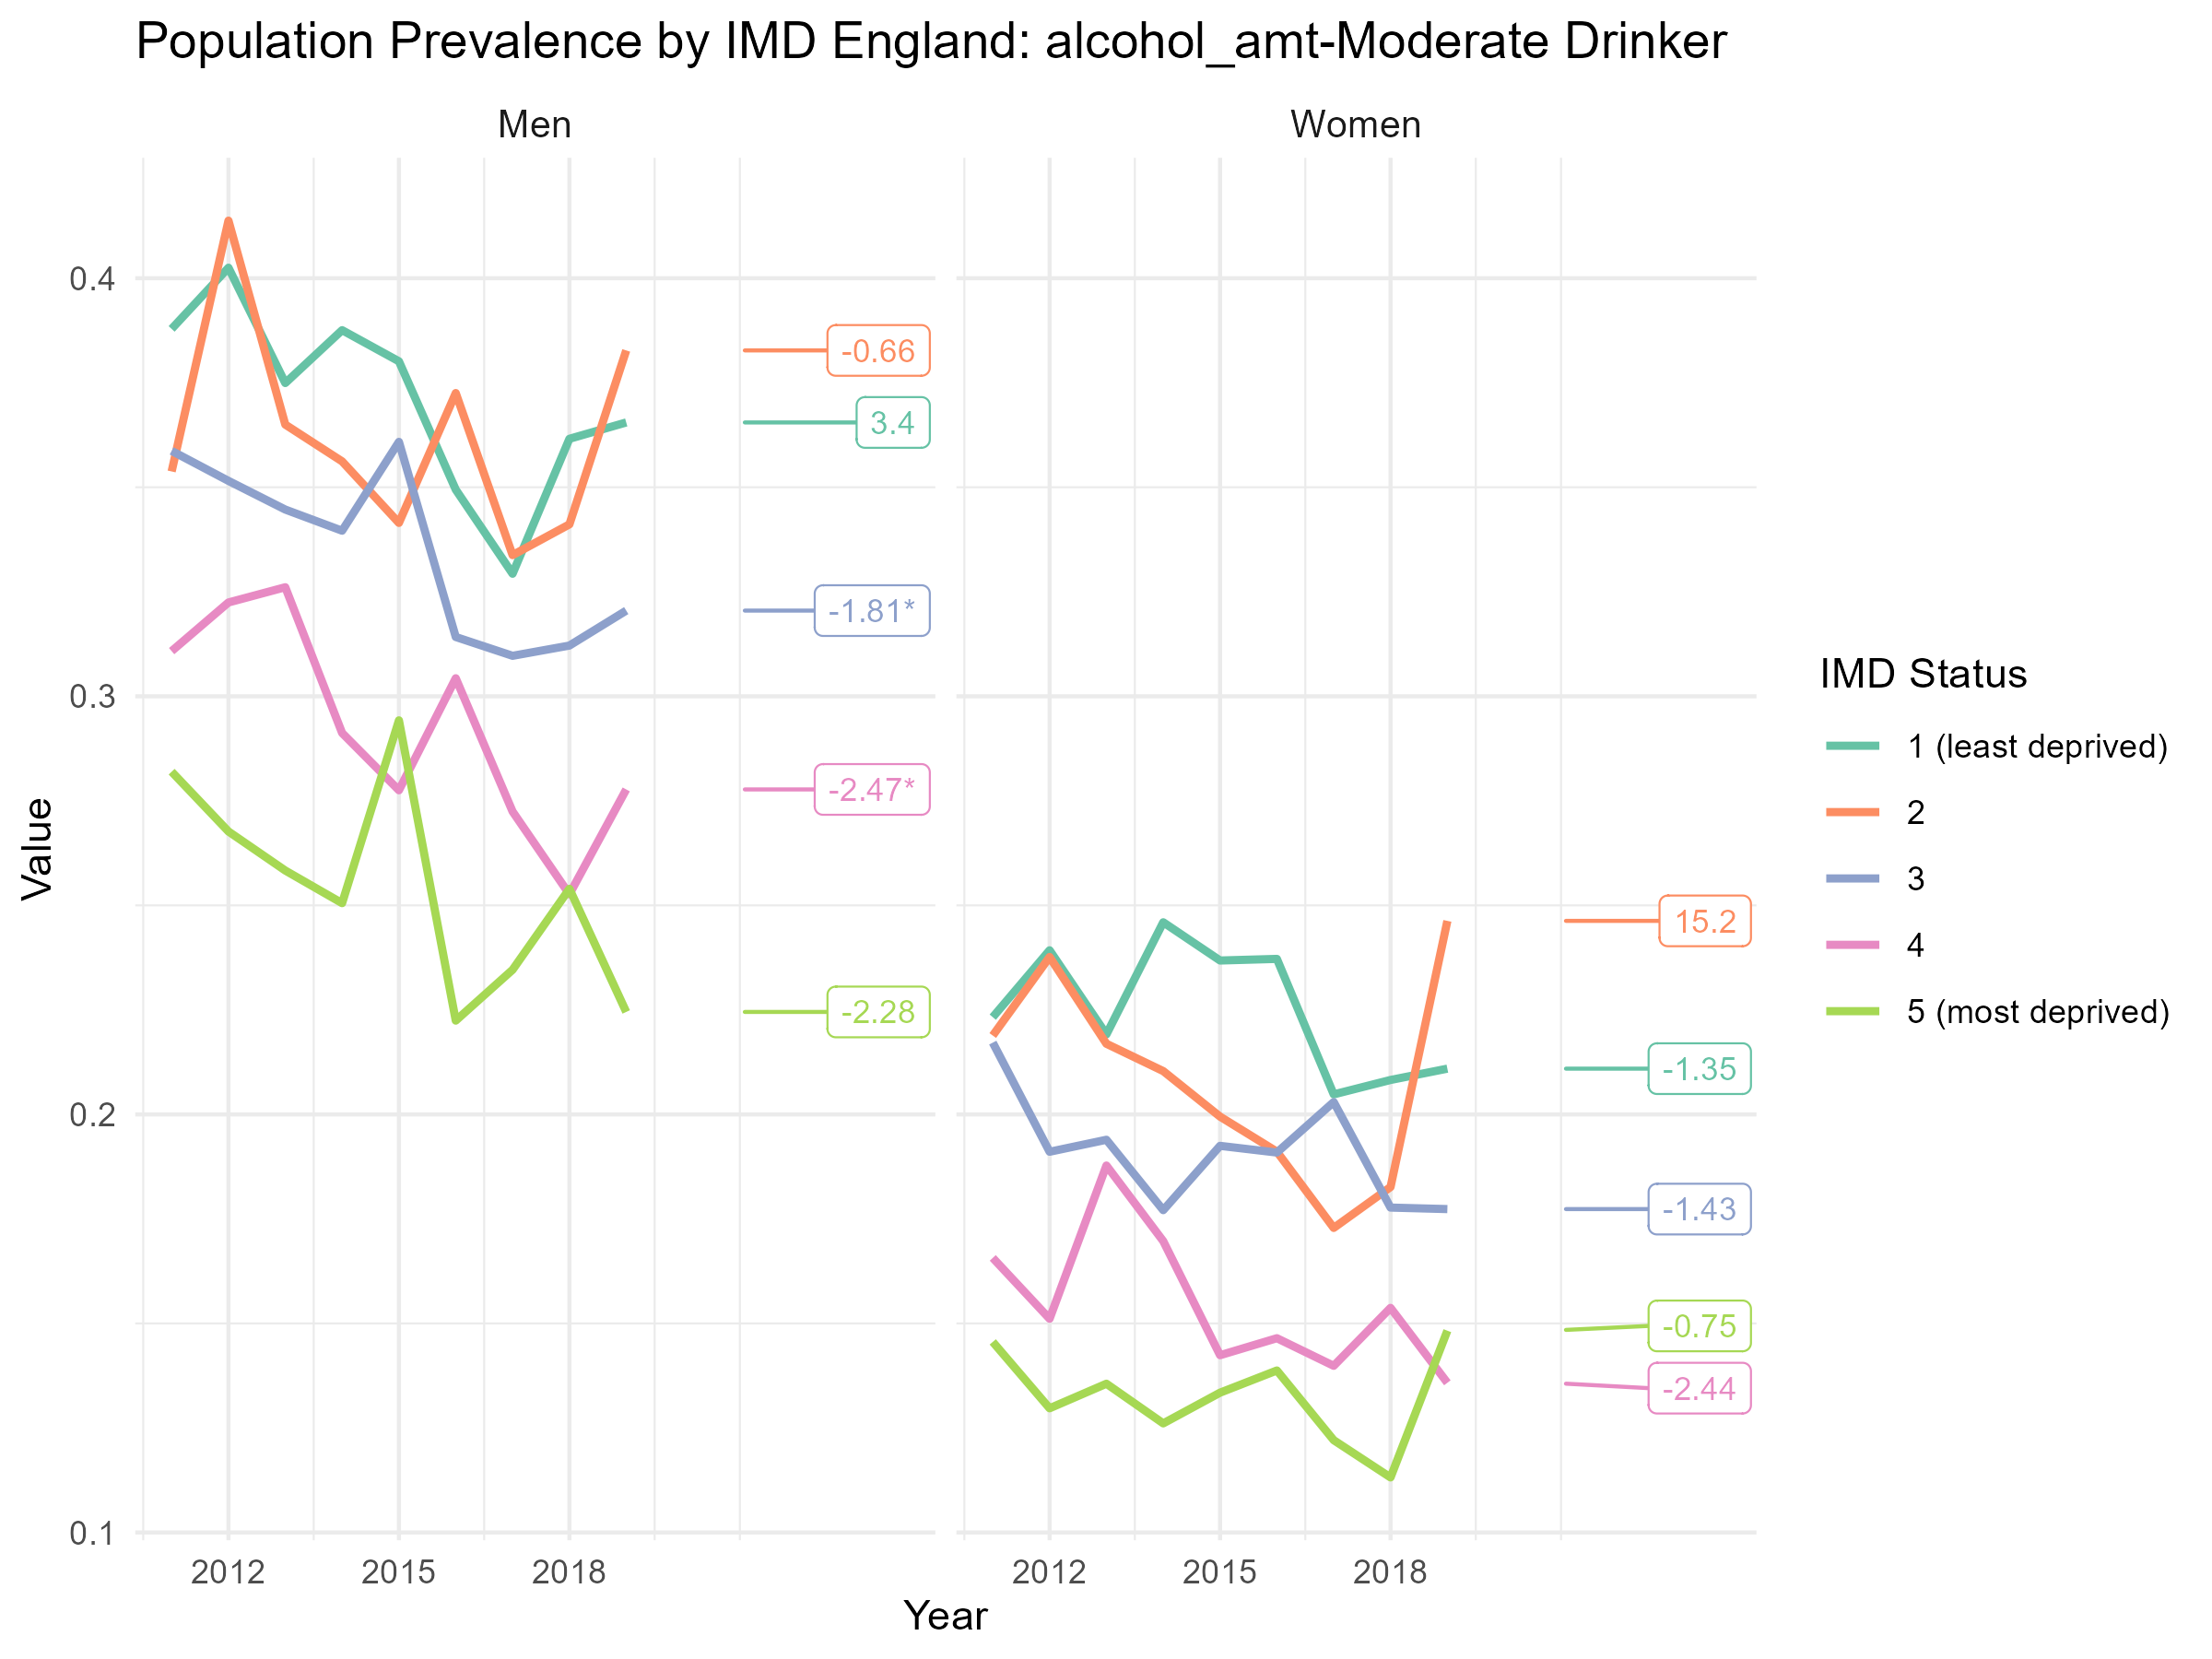 Population Prevalence by IMD England: alcohol_amt-Moderate Drinker
Men
Women
0.4
0.3
0.2
0.1
Value
-0.66
3.4
-1.81*
-2.47*
-2.28
15.2
-1.35
-1.43
-0.75
-2.44
2012
2015
2018
2012
2015
2018
Year
IMD Status
1 (least deprived)
2
3
4
5 (most deprived)